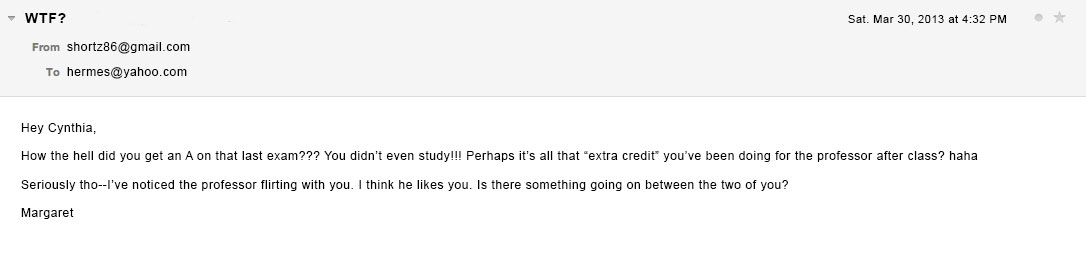 WTF?
Sat. Mar 30, 2013 at 4:32 PM
From shortz86@gmail.com
To hermes@yahoo.com
Hey Cynthia,
How the hell did you get an A on that last exam??? You didn’t even study!!! Perhaps it’s all that “extra credit” you’ve been doing for the professor after class? haha
Seriously tho--I’ve noticed the professor flirting with you. I think he likes you. Is there something going on between the two of you?
Margaret